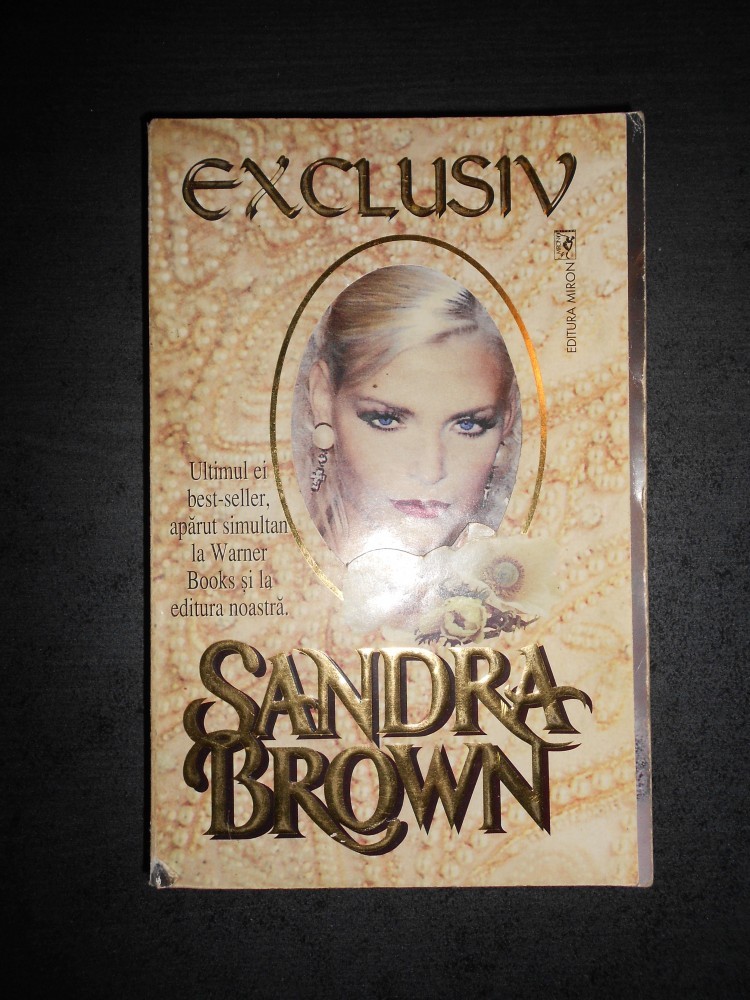 EXCLUSIV
EDITURA MIRON
Ultimul ei
best-seller,
apărut simultan
la Warner
Books și la
editura noastră.
SANDRA
BROWN